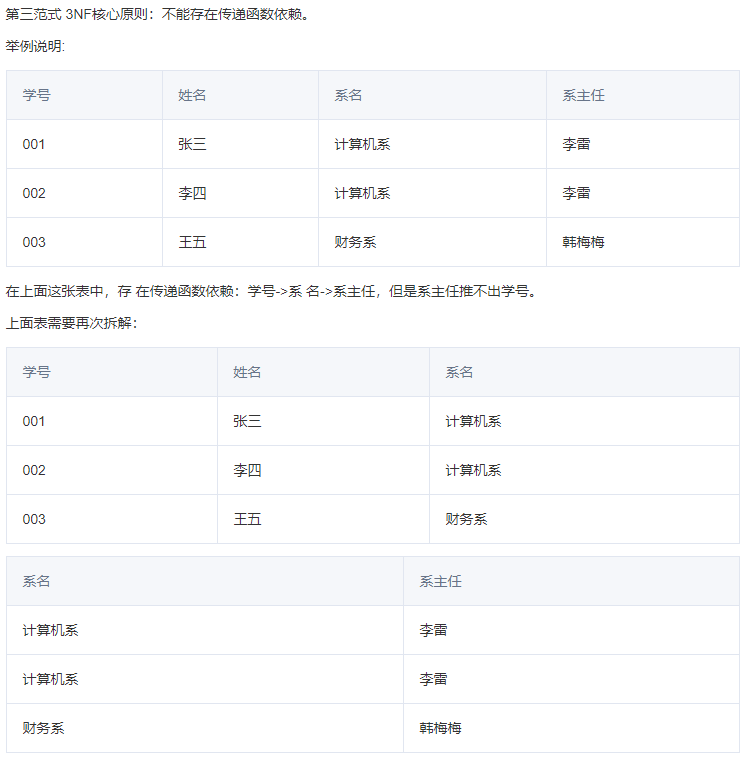 第三范式 3NF核心原则：不能存在传递函数依赖。
举例说明:
学号 姓名 系名 系主任
001 张三 计算机系 李雷
002 李四 计算机系 李雷
003 王五 财务系 韩梅梅
在上面这张表中，存 在传递函数依赖：学号->系 名->系主任，但是系主任推不出学号。
上面表需要再次拆解：
学号 姓名 系名
001 张三 计算机系
002 李四 计算机系
003 王五 财务系
系名 系主任
计算机系 李雷
计算机系 李雷
财务系 韩梅梅